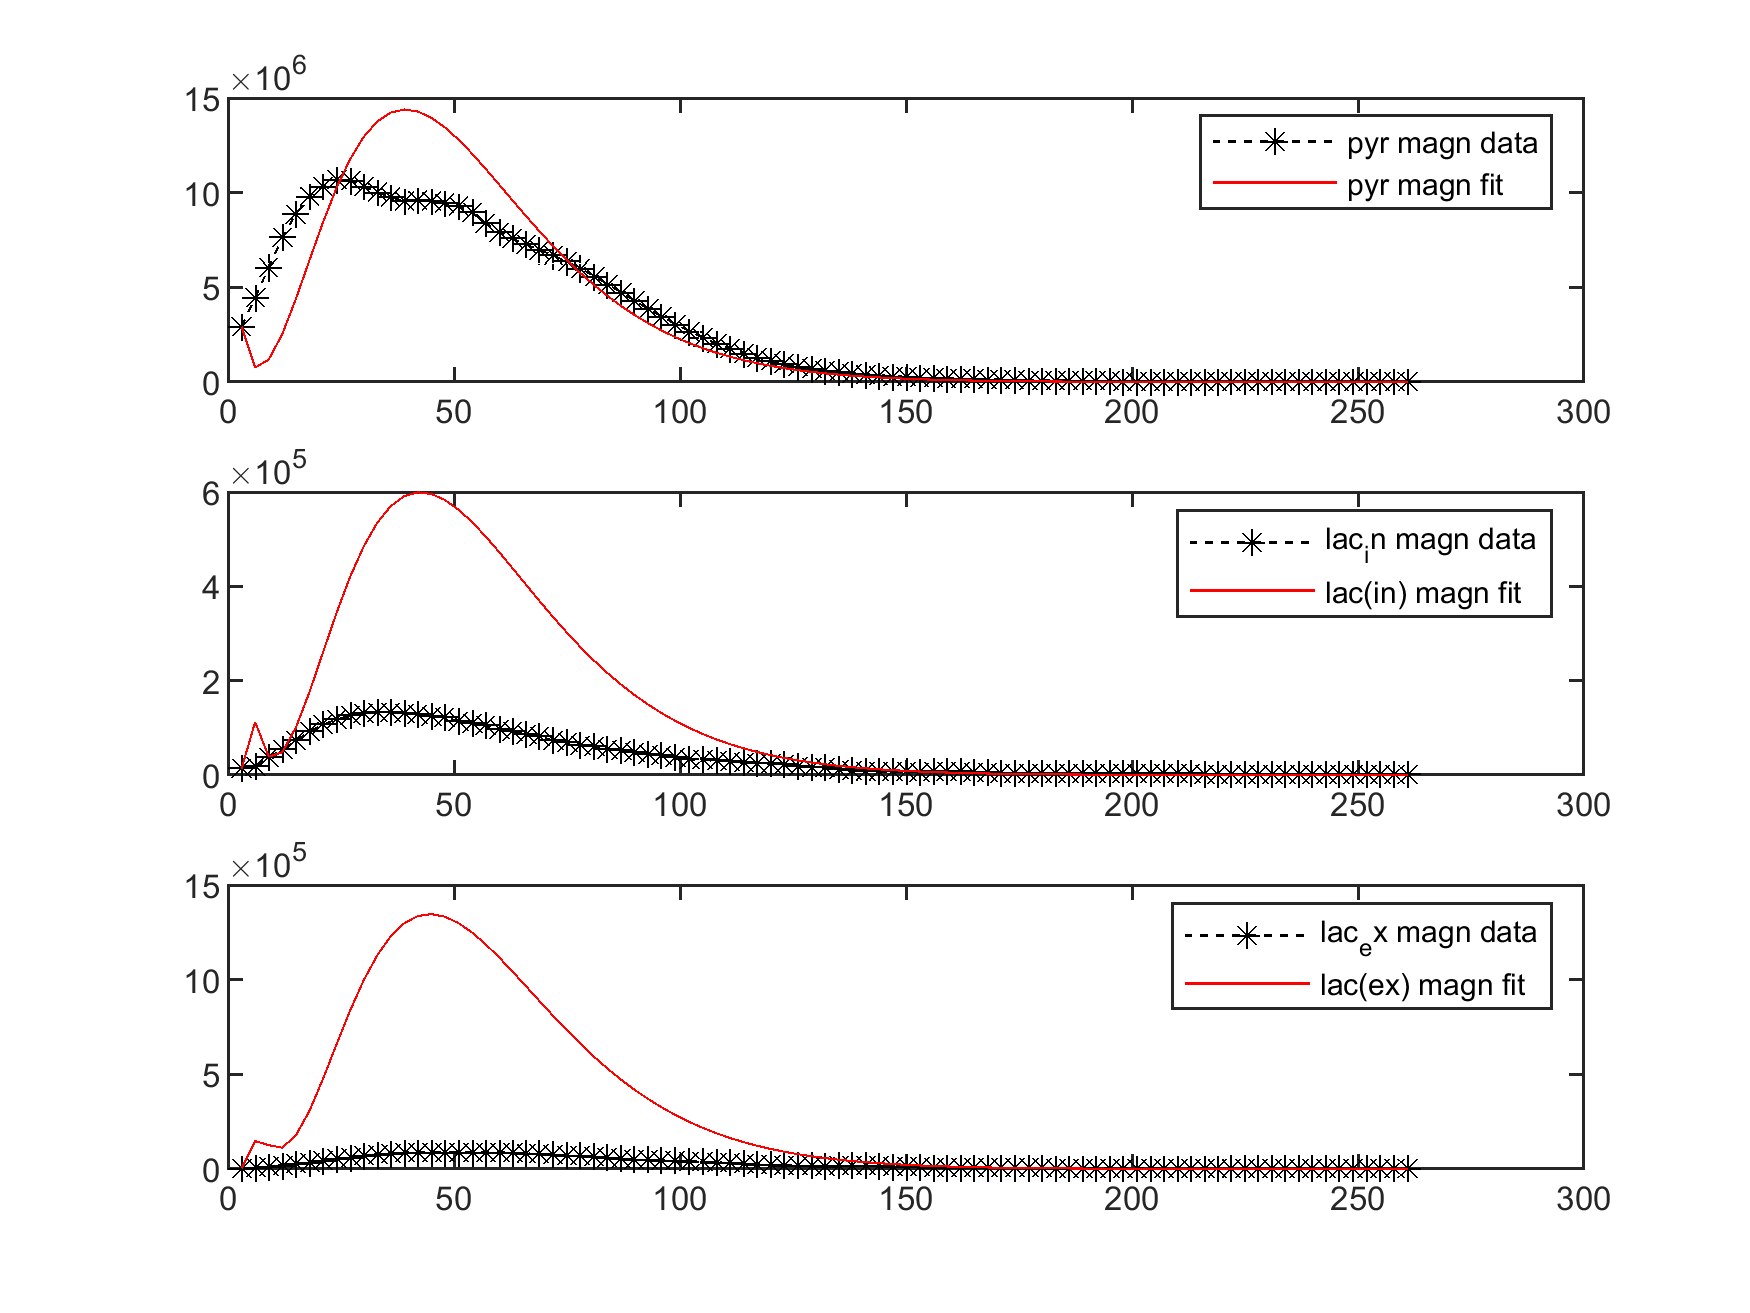 ×10^6
15
10
5
0
0 50 100 150 200 250 300
pyr magn data
pyr magn fit
×10^5
6
4
2
0
0 50 100 150 200 250 300
lac_in magn data
lac(in) magn fit
×10^5
15
10
5
0
0 50 100 150 200 250 300
lac_ex magn data
lac(ex) magn fit